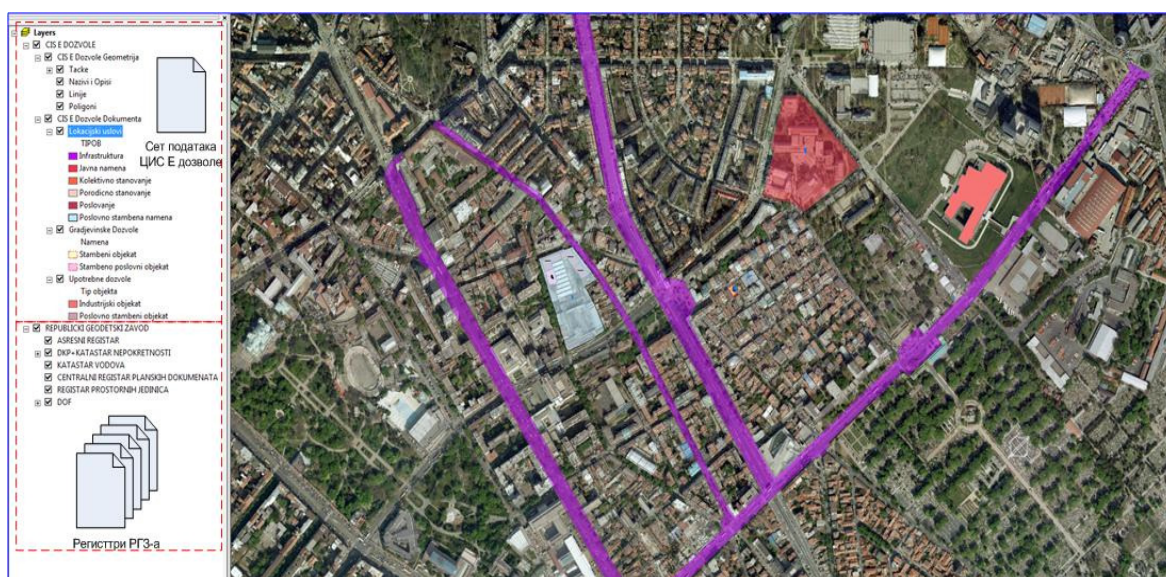 Layers
CIS E DOZVOLE
CIS E Dozvole Geometrija
Tacke
Nazivi i Opisi
Linije
Poligoni
CIS E Dozvole Dokumenta
Lokacijski uslovi
TIPOB
Infrastruktura
Javna namena
Kolektivno stanovanje
Porodicno stanovanje
Poslovanje
Poslovno stambena namena
Gradjevinske Dozvole
Namena
Stambeni objekat
Stambeno poslovni objekat
Upotrebne dozvole
Tip objekta
Industrijski objekat
Poslovno stambeni objekat
Сет података
ЦИС Е дозволе
REPUBLICKI GEODETSKI ZAVOD
ASRESNI REGISTAR
DKP+KATASTAR NEPOKRETNOSTI
KATASTAR VODOVA
CENTRALNI REGISTAR PLANSKIH DOKUMENATA
REGISTAR PROSTORNIH JEDINICA
DOF
Регисттри РГЗ-а